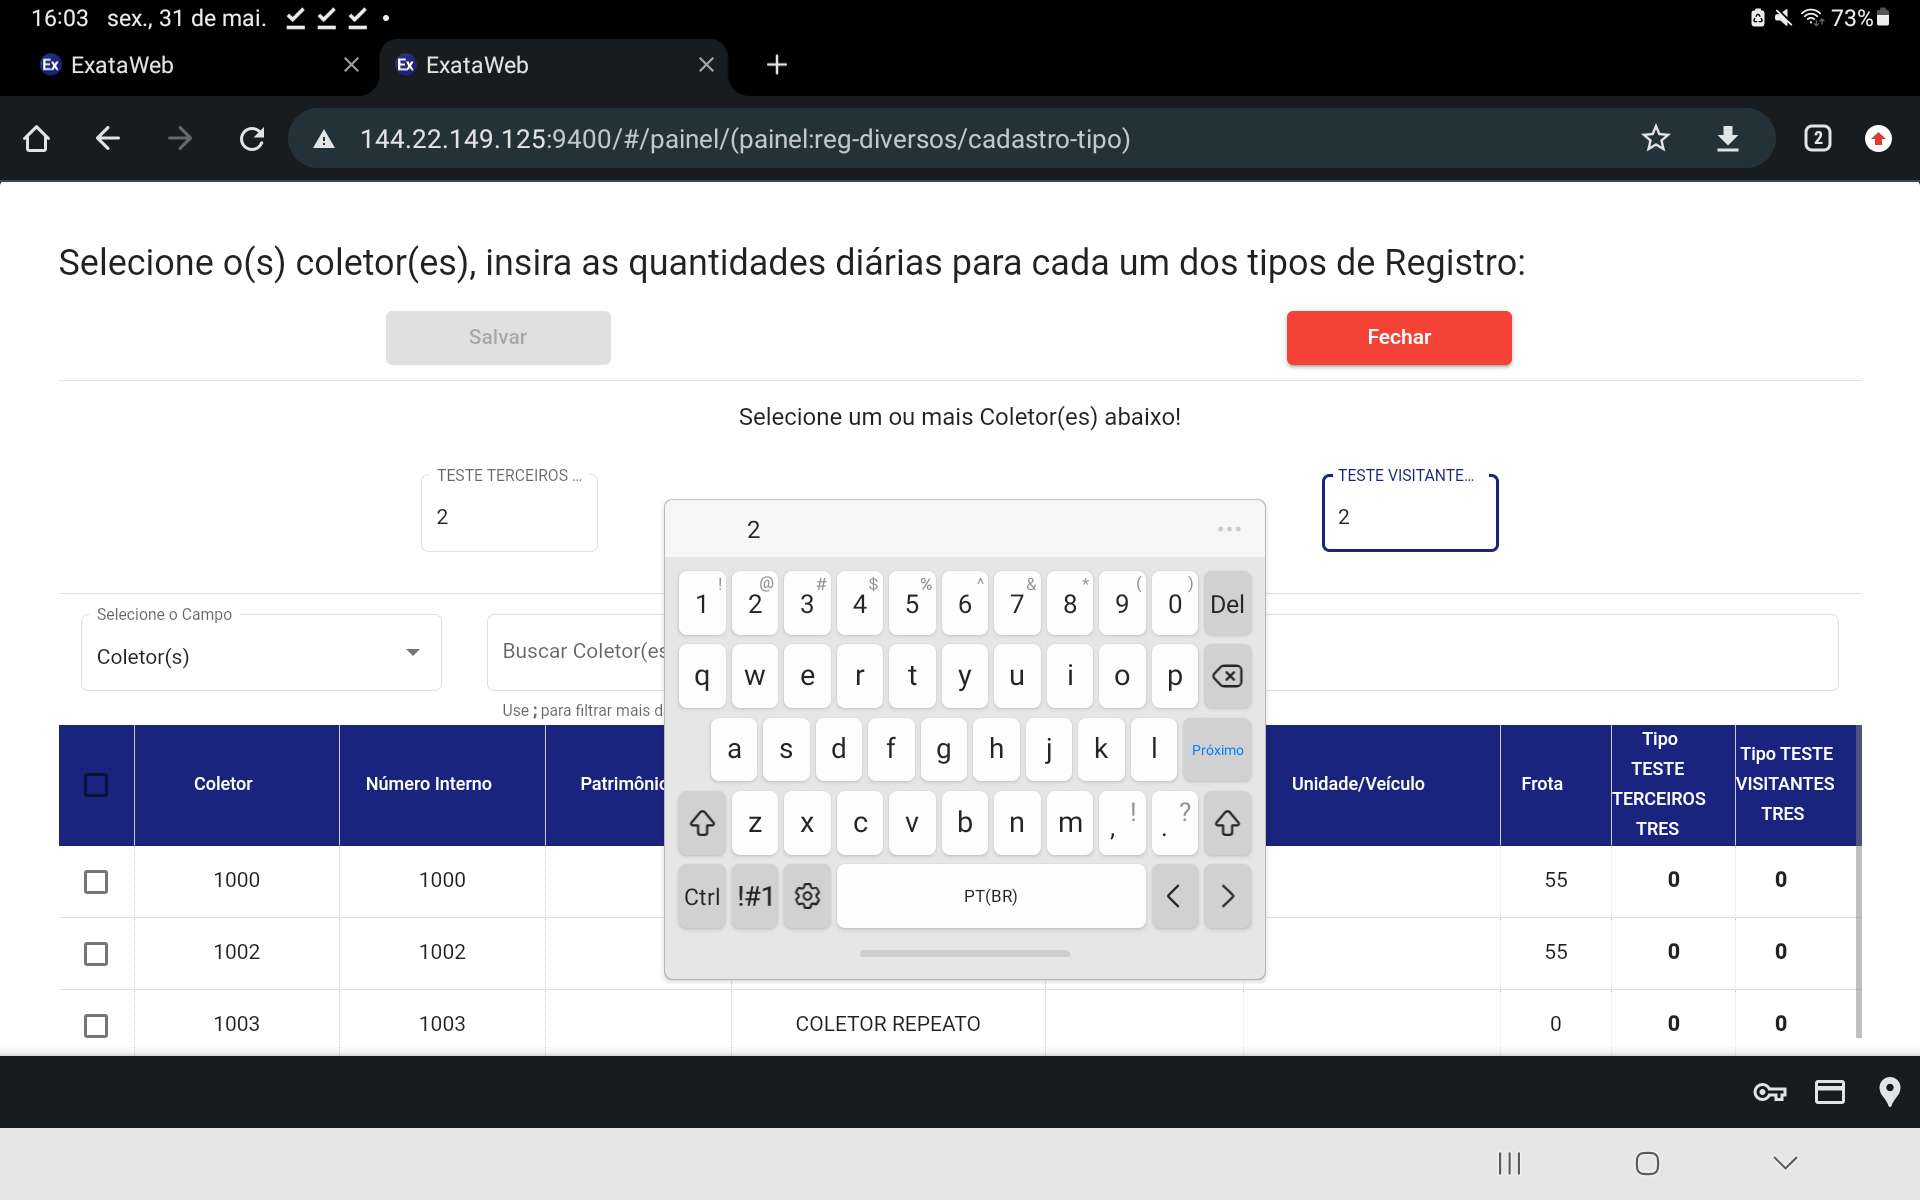 16:03 sex., 31 de mai. 73%
Ex ExataWeb
Ex ExataWeb
144.22.149.125:9400/#/painel/(painel:reg-diversos/cadastro-tipo) 2
Selecione o(s) coletor(es), insira as quantidades diárias para cada um dos tipos de Registro:
Salvar Fechar
Selecione um ou mais Coletor(es) abaixo!
TESTE TERCEIROS ... TESTE VISITANTE...
2 2
Selecione o Campo
Coletor(s)
Buscar Coletor(es
Use ; para filtrar mais d
Coletor
Número Interno
Patrimônio
Unidade/Veículo
Frota
Tipo
TESTE
TERCEIROS
TRES
Tipo TESTE
VISITANTES
TRES
1000 1000 55 0 0
1002 1002 55 0 0
1003 1003 COLETOR REPEATO 0 0 0
2 ...
! @ # $ % ^ & * ( )
1 2 3 4 5 6 7 8 9 0 Del
q w e r t y u i o p
a s d f g h j k l Próximo
z x c v b n m , ! . ?
Ctrl !#1 PT(BR) < >